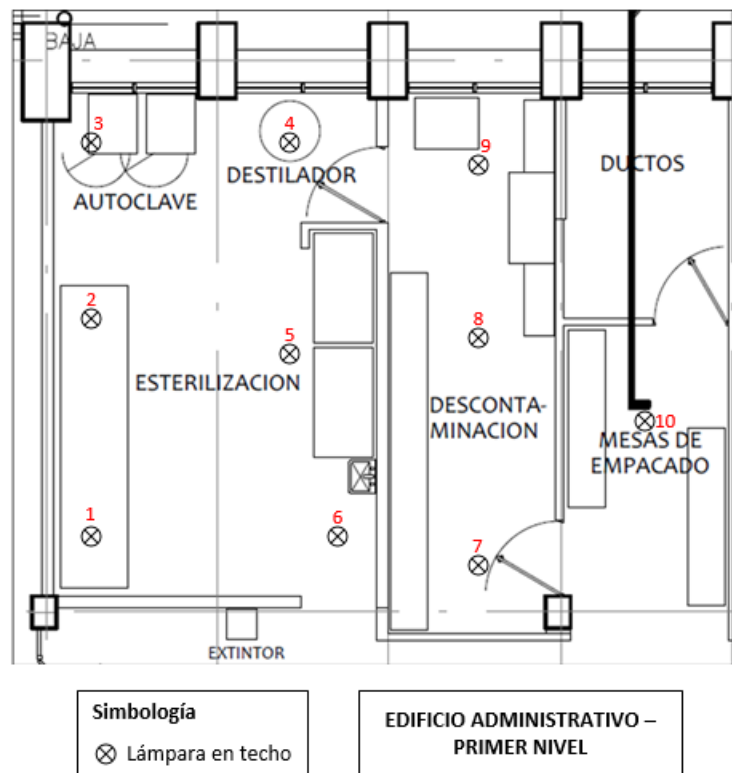 BAJA
3
4
9
DUCTOS
DESTILADOR
AUTOCLAVE
2
8
5
ESTERILIZACION
DESCONTA-
MINACION
10
MESAS DE
EMPACADO
1
6
7
EXTINTOR
Simbología
Lámpara en techo
EDIFICIO ADMINISTRATIVO –
PRIMER NIVEL